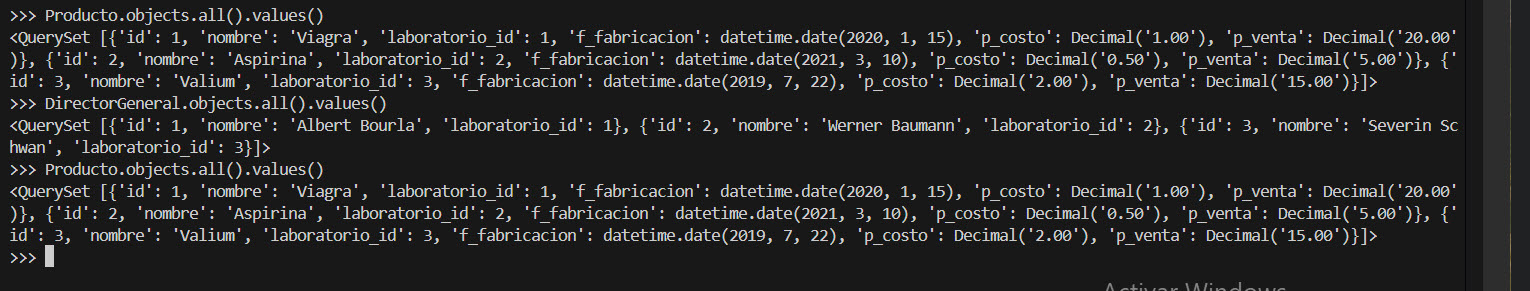 >>> Producto.objects.all().values()
<QuerySet [{'id': 1, 'nombre': 'Viagra', 'laboratorio_id': 1, 'f_fabricacion': datetime.date(2020, 1, 15), 'p_costo': Decimal('1.00'), 'p_venta': Decimal('20.00'
)}, {'id': 2, 'nombre': 'Aspirina', 'laboratorio_id': 2, 'f_fabricacion': datetime.date(2021, 3, 10), 'p_costo': Decimal('0.50'), 'p_venta': Decimal('5.00')}, {'
id': 3, 'nombre': 'Valium', 'laboratorio_id': 3, 'f_fabricacion': datetime.date(2019, 7, 22), 'p_costo': Decimal('2.00'), 'p_venta': Decimal('15.00')}]>
>>> DirectorGeneral.objects.all().values()
<QuerySet [{'id': 1, 'nombre': 'Albert Bourla', 'laboratorio_id': 1}, {'id': 2, 'nombre': 'Werner Baumann', 'laboratorio_id': 2}, {'id': 3, 'nombre': 'Severin Sc
hwan', 'laboratorio_id': 3}]>
>>> Producto.objects.all().values()
<QuerySet [{'id': 1, 'nombre': 'Viagra', 'laboratorio_id': 1, 'f_fabricacion': datetime.date(2020, 1, 15), 'p_costo': Decimal('1.00'), 'p_venta': Decimal('20.00'
)}, {'id': 2, 'nombre': 'Aspirina', 'laboratorio_id': 2, 'f_fabricacion': datetime.date(2021, 3, 10), 'p_costo': Decimal('0.50'), 'p_venta': Decimal('5.00')}, {'
id': 3, 'nombre': 'Valium', 'laboratorio_id': 3, 'f_fabricacion': datetime.date(2019, 7, 22), 'p_costo': Decimal('2.00'), 'p_venta': Decimal('15.00')}]>
>>>
Activar Windows